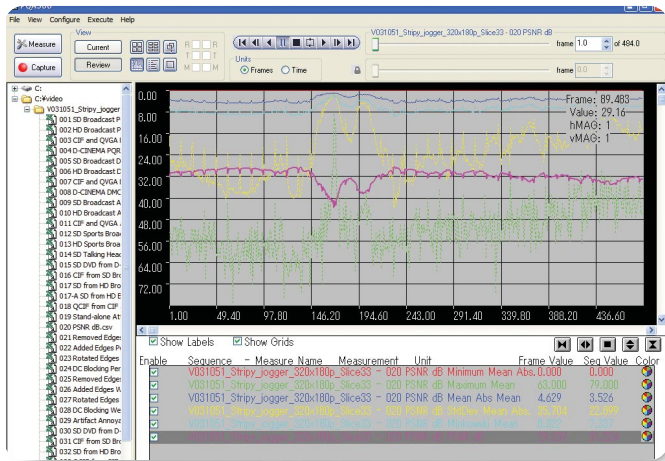 File View Configure Execute Help
Measure
Capture
View
Current
Review
Units
Frames Time
V031051_Stripy_jogger_320x180p_Slice33 - 020 PSNR dB
frame 1.0 of 484.0
frame 0.0
C:
C:¥video
V031051_Stripy_jogger
001 SD Broadcast P
002 HD Broadcast P
003 CIF and QVGA
004 D-CINEMA PQR
005 SD Broadcast D
006 HD Broadcast D
007 CIF and QVGA
008 D-CINEMA DMO
009 SD Broadcast A
010 HD Broadcast A
011 CIF and QVGA
012 SD Sports Broa
013 HD Sports Broa
014 SD Talking Head
015 SD DVD from D-
016 CIF from SD Bro
017 SD from HD Bro
017-A SD from HD E
018 QCIF from CIF
019 Stand-alone At
020 PSNR dB.csv
021 Removed Edges
022 Added Edges P
023 Rotated Edges
024 DC Blocking Per
025 Removed Edges
026 Added Edges W
027 Rotated Edges
028 DC Blocking We
029 Artifact Annoya
030 SD DVD from D-
031 CIF from SD Bro
032 SD from HD Bro
0.00
8.00
16.00
24.00
32.00
40.00
48.00
56.00
64.00
72.00
Frame: 89.483
Value: 29.16
hMAG: 1
vMAG: 1
1.00 49.40 97.80 146.20 194.60 243.00 291.40 339.80 388.20 436.60
Show Labels Show Grids
Enable Sequence - Measure Name Measurement Unit Frame Value Seq Value Color
V031051_Stripy_jogger_320x180p_Slice33 - 020 PSNR dB Minimum Mean Abs. 0.000 0.000
V031051_Stripy_jogger_320x180p_Slice33 - 020 PSNR dB Maximum Mean 63.000 79.000
V031051_Stripy_jogger_320x180p_Slice33 - 020 PSNR dB Mean Abs Mean 4.629 3.526
V031051_Stripy_jogger_320x180p_Slice33 - 020 PSNR dB StdDev Mean Abs.
V031051_Stripy_jogger_320x180p_Slice33 - 020 PSNR dB Minkowski Mean